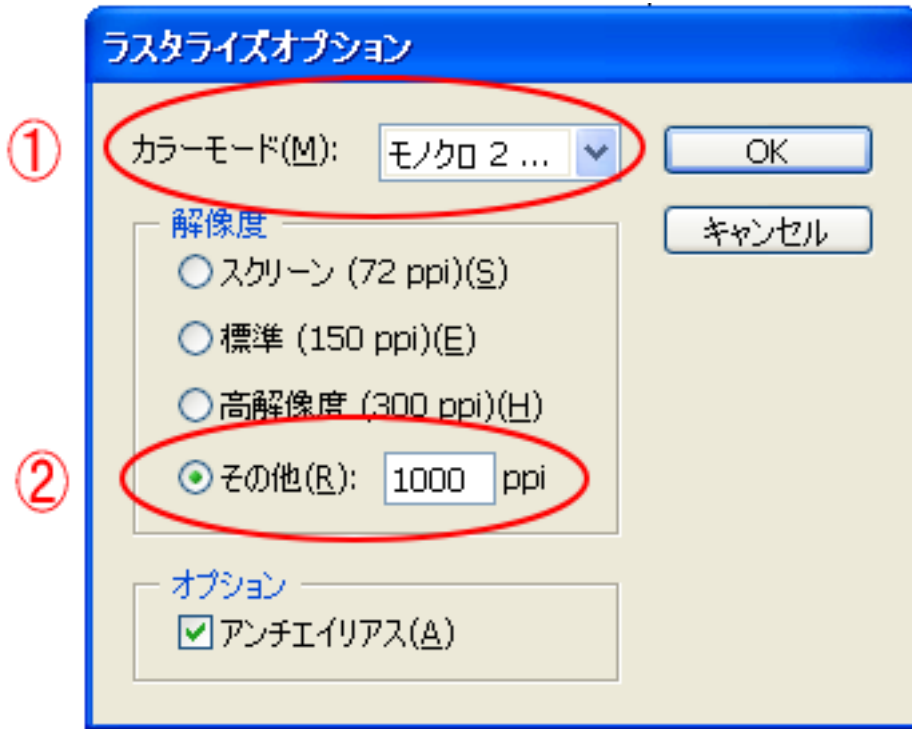 ラスタライズオプション
① カラーモード(M): モノクロ 2 ... OK
キャンセル
解像度
スクリーン (72 ppi)(S)
標準 (150 ppi)(E)
高解像度 (300 ppi)(H)
② その他(R): 1000 ppi
オプション
アンチエイリアス(A)